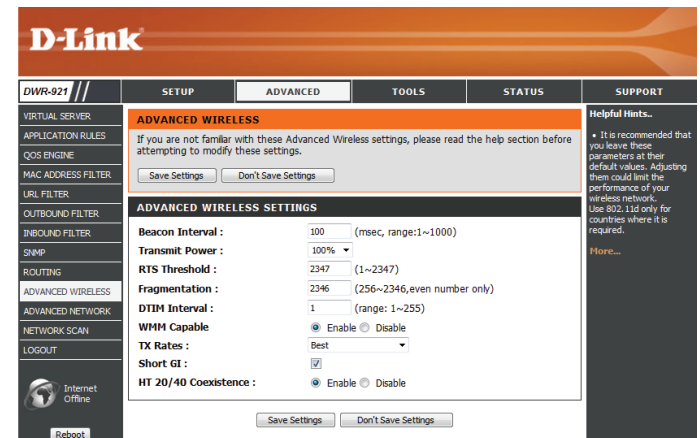 D-Link
DWR-921
SETUP
ADVANCED
TOOLS
STATUS
SUPPORT
VIRTUAL SERVER
APPLICATION RULES
QOS ENGINE
MAC ADDRESS FILTER
URL FILTER
OUTBOUND FILTER
INBOUND FILTER
SNMP
ROUTING
ADVANCED WIRELESS
ADVANCED NETWORK
NETWORK SCAN
LOGOUT
Internet
Offline
Reboot
ADVANCED WIRELESS
If you are not familiar with these Advanced Wireless settings, please read the help section before
attempting to modify these settings.
Save Settings Don't Save Settings
ADVANCED WIRELESS SETTINGS
Beacon Interval : 100 (msec, range:1~1000)
Transmit Power : 100%
RTS Threshold : 2347 (1~2347)
Fragmentation : 2346 (256~2346,even number only)
DTIM Interval : 1 (range: 1~255)
WMM Capable Enable Disable
TX Rates : Best
Short GI :
HT 20/40 Coexistence : Enable Disable
Save Settings Don't Save Settings
Helpful Hints..
• It is recommended that
you leave these
parameters at their
default values. Adjusting
them could limit the
performance of your
wireless network.
Use 802.11d only for
countries where it is
required.
More...